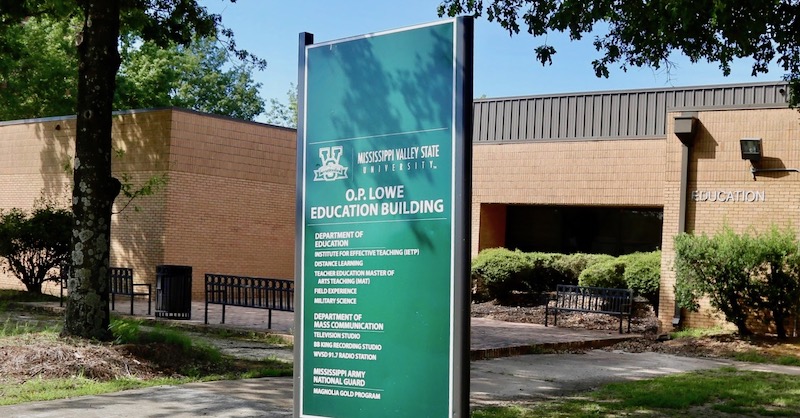 MISSISSIPPI VALLEY STATE
UNIVERSITY™
O.P. LOWE
EDUCATION BUILDING
DEPARTMENT OF
EDUCATION
INSTITUTE FOR EFFECTIVE TEACHING (IETP)
DISTANCE LEARNING
TEACHER EDUCATION MASTER OF
ARTS TEACHING (MAT)
FIELD EXPERIENCE
MILITARY SCIENCE
DEPARTMENT OF
MASS COMMUNICATION
TELEVISION STUDIO
BB KING RECORDING STUDIO
WVSD 91.7 RADIO STATION
MISSISSIPPI ARMY
NATIONAL GUARD
MAGNOLIA GOLD PROGRAM
EDUCATION